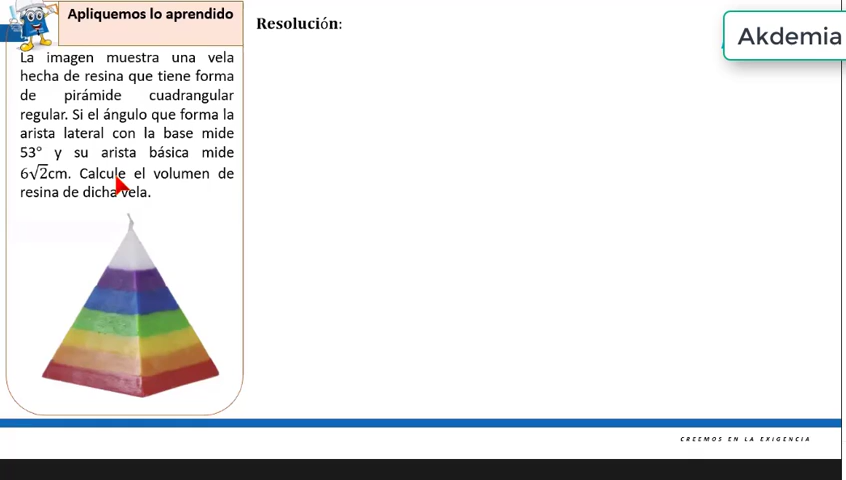 Apliquemos lo aprendido
La imagen muestra una vela
hecha de resina que tiene forma
de pirámide cuadrangular
regular. Si el ángulo que forma la
arista lateral con la base mide
53° y su arista básica mide
6√2cm. Calcule el volumen de
resina de dicha vela.
Resolución:
Akdemia
CREEMOS EN LA EXIGENCIA